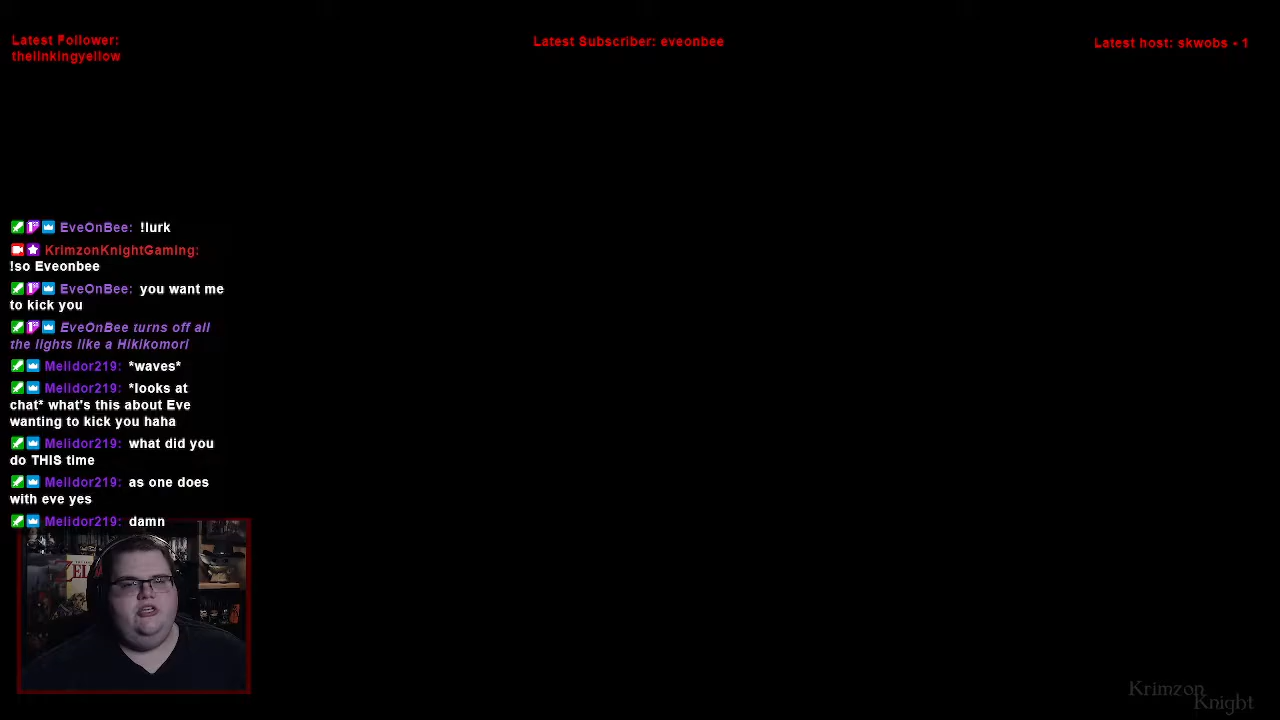 Latest Follower:
thelinkingyellow
Latest Subscriber: eveonbee
Latest host: skwobs - 1
EveOnBee: !lurk
KrimzonKnightGaming:
!so Eveonbee
EveOnBee: you want me
to kick you
EveOnBee turns off all
the lights like a Hikikomori
Melidor219: *waves*
Melidor219: *looks at
chat* what's this about Eve
wanting to kick you haha
Melidor219: what did you
do THIS time
Melidor219: as one does
with eve yes
Melidor219: damn
Krimzon
Knight